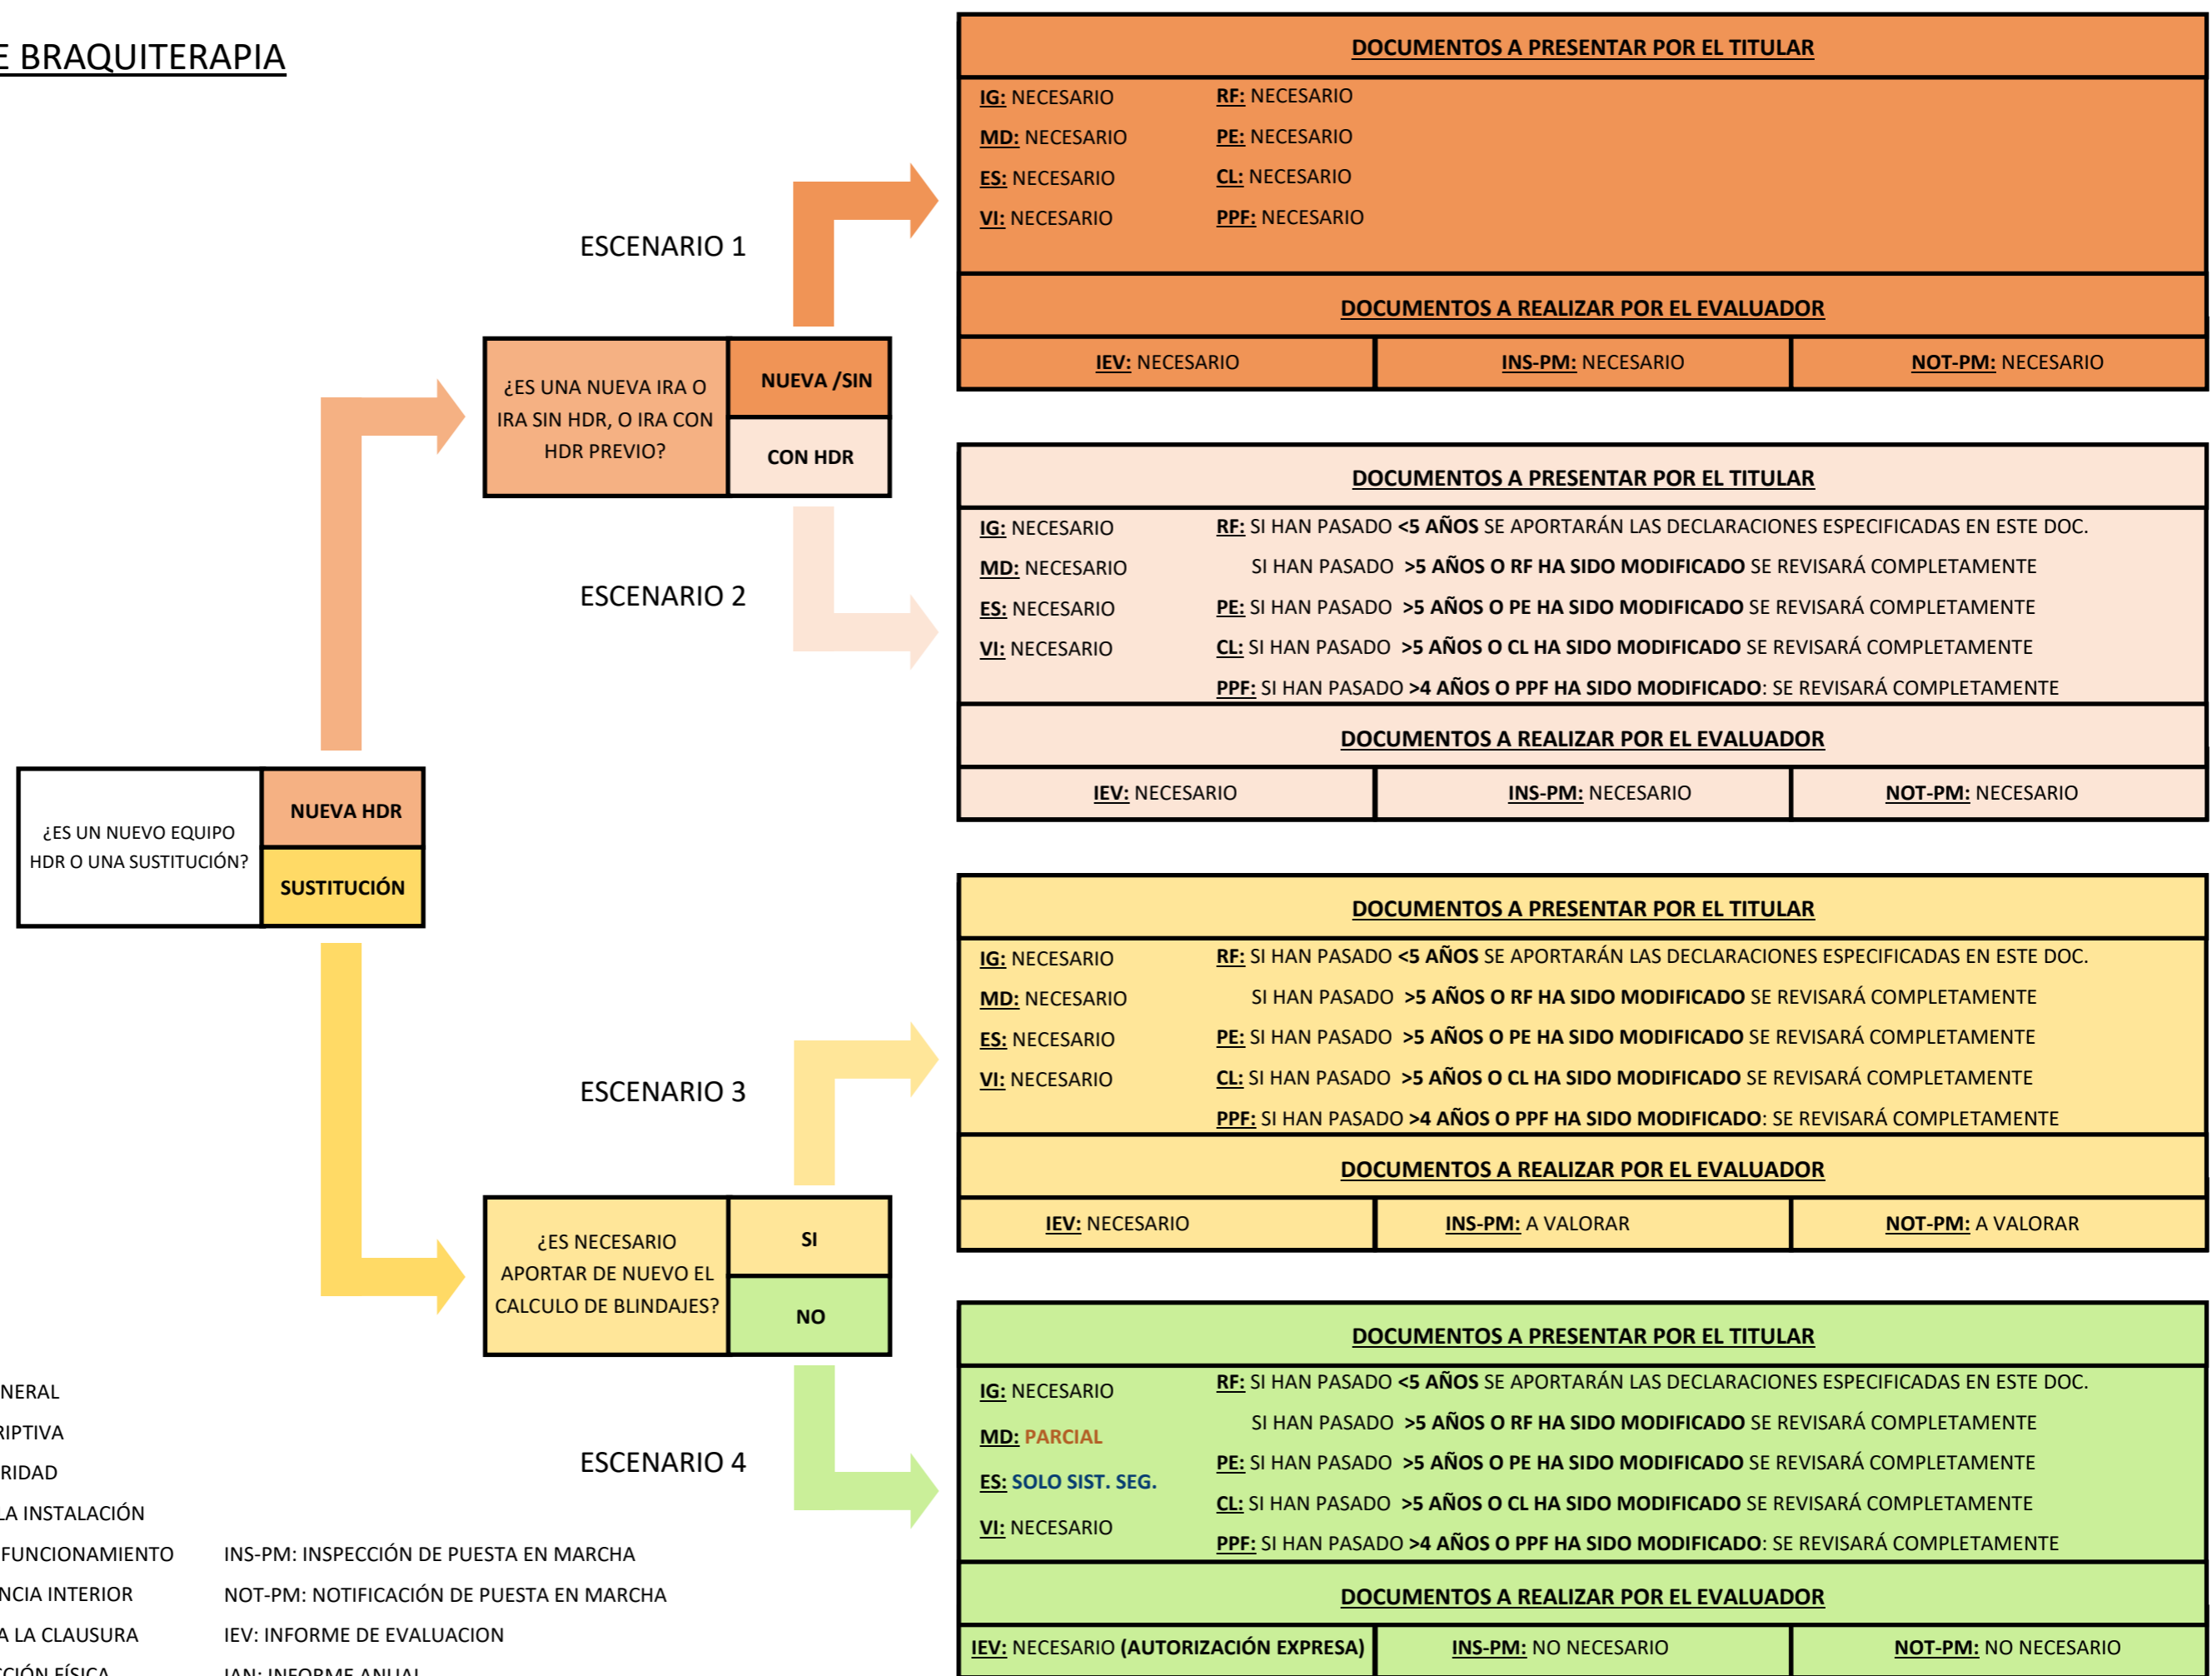 E BRAQUITERAPIA
DOCUMENTOS A PRESENTAR POR EL TITULAR
IG: NECESARIO RF: NECESARIO
MD: NECESARIO PE: NECESARIO
ES: NECESARIO CL: NECESARIO
VI: NECESARIO PPF: NECESARIO
DOCUMENTOS A REALIZAR POR EL EVALUADOR
IEV: NECESARIO INS-PM: NECESARIO NOT-PM: NECESARIO
ESCENARIO 1
¿ES UNA NUEVA IRA O
IRA SIN HDR, O IRA CON
HDR PREVIO?
NUEVA /SIN
CON HDR
ESCENARIO 2
DOCUMENTOS A PRESENTAR POR EL TITULAR
IG: NECESARIO RF: SI HAN PASADO <5 AÑOS SE APORTARÁN LAS DECLARACIONES ESPECIFICADAS EN ESTE DOC.
MD: NECESARIO SI HAN PASADO >5 AÑOS O RF HA SIDO MODIFICADO SE REVISARÁ COMPLETAMENTE
ES: NECESARIO PE: SI HAN PASADO >5 AÑOS O PE HA SIDO MODIFICADO SE REVISARÁ COMPLETAMENTE
VI: NECESARIO CL: SI HAN PASADO >5 AÑOS O CL HA SIDO MODIFICADO SE REVISARÁ COMPLETAMENTE
PPF: SI HAN PASADO >4 AÑOS O PPF HA SIDO MODIFICADO: SE REVISARÁ COMPLETAMENTE
DOCUMENTOS A REALIZAR POR EL EVALUADOR
IEV: NECESARIO INS-PM: NECESARIO NOT-PM: NECESARIO
¿ES UN NUEVO EQUIPO
HDR O UNA SUSTITUCIÓN?
NUEVA HDR
SUSTITUCIÓN
ESCENARIO 3
DOCUMENTOS A PRESENTAR POR EL TITULAR
IG: NECESARIO RF: SI HAN PASADO <5 AÑOS SE APORTARÁN LAS DECLARACIONES ESPECIFICADAS EN ESTE DOC.
MD: NECESARIO SI HAN PASADO >5 AÑOS O RF HA SIDO MODIFICADO SE REVISARÁ COMPLETAMENTE
ES: NECESARIO PE: SI HAN PASADO >5 AÑOS O PE HA SIDO MODIFICADO SE REVISARÁ COMPLETAMENTE
VI: NECESARIO CL: SI HAN PASADO >5 AÑOS O CL HA SIDO MODIFICADO SE REVISARÁ COMPLETAMENTE
PPF: SI HAN PASADO >4 AÑOS O PPF HA SIDO MODIFICADO: SE REVISARÁ COMPLETAMENTE
DOCUMENTOS A REALIZAR POR EL EVALUADOR
IEV: NECESARIO INS-PM: A VALORAR NOT-PM: A VALORAR
¿ES NECESARIO
APORTAR DE NUEVO EL
CALCULO DE BLINDAJES?
SI
NO
ESCENARIO 4
DOCUMENTOS A PRESENTAR POR EL TITULAR
IG: NECESARIO RF: SI HAN PASADO <5 AÑOS SE APORTARÁN LAS DECLARACIONES ESPECIFICADAS EN ESTE DOC.
MD: PARCIAL SI HAN PASADO >5 AÑOS O RF HA SIDO MODIFICADO SE REVISARÁ COMPLETAMENTE
ES: SOLO SIST. SEG. PE: SI HAN PASADO >5 AÑOS O PE HA SIDO MODIFICADO SE REVISARÁ COMPLETAMENTE
VI: NECESARIO CL: SI HAN PASADO >5 AÑOS O CL HA SIDO MODIFICADO SE REVISARÁ COMPLETAMENTE
PPF: SI HAN PASADO >4 AÑOS O PPF HA SIDO MODIFICADO: SE REVISARÁ COMPLETAMENTE
DOCUMENTOS A REALIZAR POR EL EVALUADOR
IEV: NECESARIO (AUTORIZACIÓN EXPRESA) INS-PM: NO NECESARIO NOT-PM: NO NECESARIO
NERAL
RIPTIVA
RIDAD
LA INSTALACIÓN
FUNCIONAMIENTO INS-PM: INSPECCIÓN DE PUESTA EN MARCHA
NCIA INTERIOR NOT-PM: NOTIFICACIÓN DE PUESTA EN MARCHA
A LA CLAUSURA IEV: INFORME DE EVALUACION
CCIÓN FÍSICA IAN: INFORME ANUAL